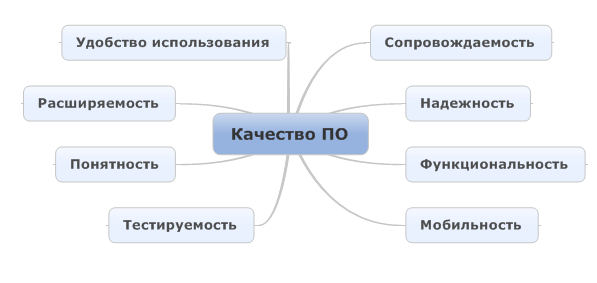 Удобство использования
Сопровождаемость
Расширяемость
Надежность
Качество ПО
Понятность
Функциональность
Тестируемость
Мобильность